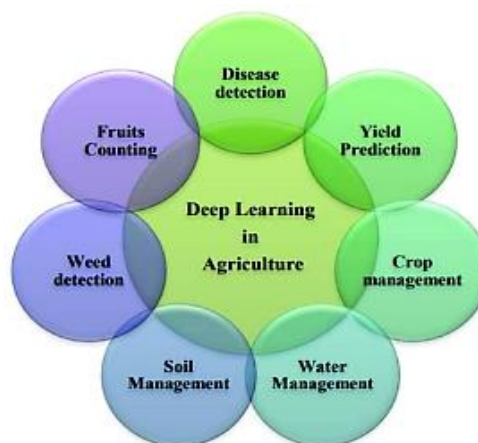 Disease
detection
Yield
Prediction
Crop
management
Water
Management
Soil
Management
Weed
detection
Fruits
Counting
Deep Learning
in
Agriculture